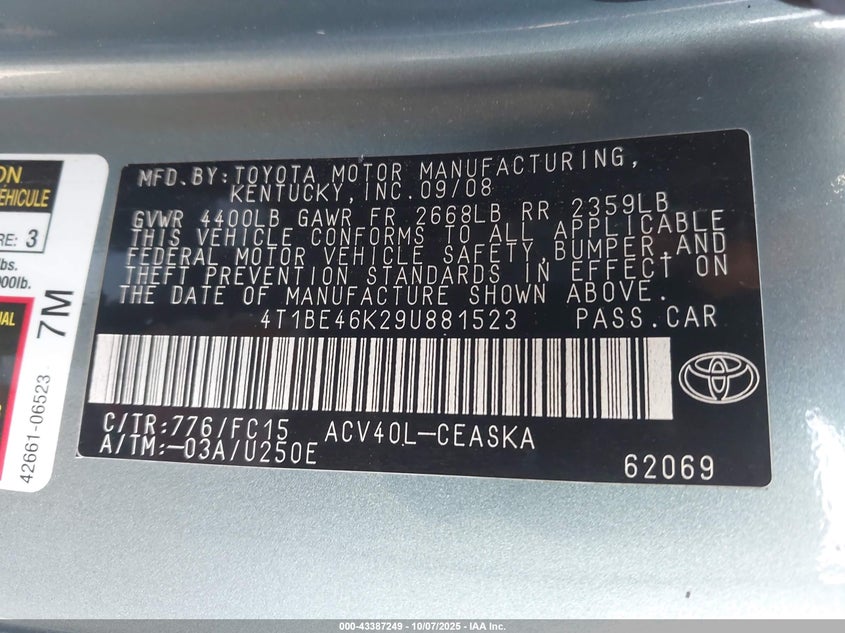 MFD.BY:TOYOTA MOTOR MANUFACTURING,
KENTUCKY,INC.09/08
GVWR 4400LB GAWR FR 2668LB RR 2359LB
THIS VEHICLE CONFORMS TO ALL APPLICABLE
FEDERAL MOTOR VEHICLE SAFETY,BUMPER,AND
THEFT PREVENTION STANDARDS IN EFFECT ON
THE DATE OF MANUFACTURE SHOWN ABOVE.
4T1BE46K29U881523 PASS.CAR
C/TR:776/FC15 ACV40L-CEASKA
A/TM:-03A/U250E
62069
VÉHICULE
3
lbs.
7M
42661-06523
000-43387249 - 10/07/2025 - IAA Inc.